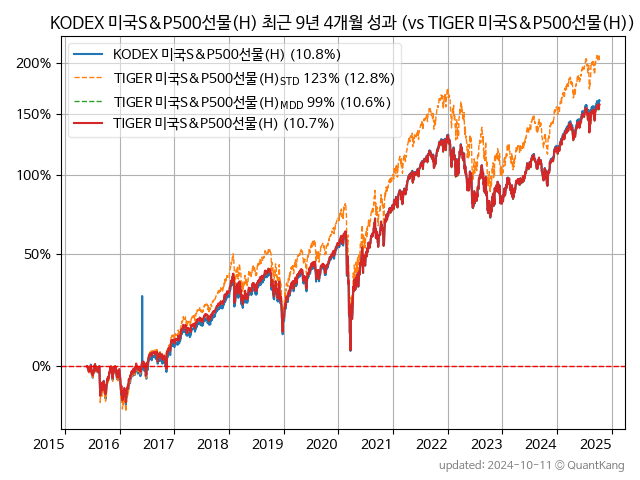 KODEX 미국S&P500선물(H) 최근 9년 4개월 성과 (vs TIGER 미국S&P500선물(H))
KODEX 미국S&P500선물(H) (10.8%)
TIGER 미국S&P500선물(H)STD 123% (12.8%)
TIGER 미국S&P500선물(H)MDD 99% (10.6%)
TIGER 미국S&P500선물(H) (10.7%)
200%
150%
100%
50%
0%
2015 2016 2017 2018 2019 2020 2021 2022 2023 2024 2025
updated: 2024-10-11 © QuantKang